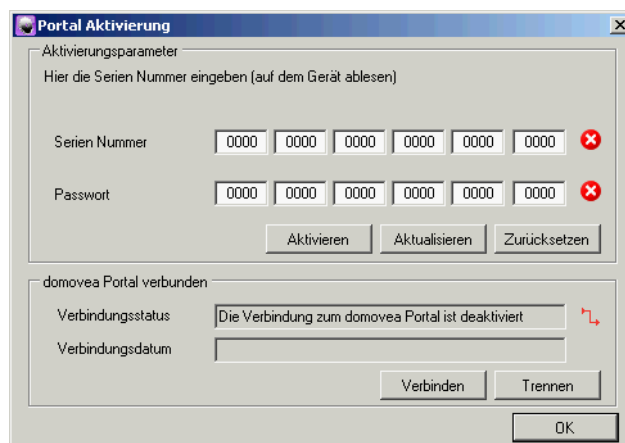 Portal Aktivierung
Aktivierungsparameter
Hier die Serien Nummer eingeben (auf dem Gerät ablesen)
Serien Nummer 0000 0000 0000 0000 0000 0000
Passwort 0000 0000 0000 0000 0000 0000
Aktivieren Aktualisieren Zurücksetzen
domovea Portal verbunden
Verbindungsstatus Die Verbindung zum domovea Portal ist deaktiviert
Verbindungsdatum
Verbinden Trennen
OK